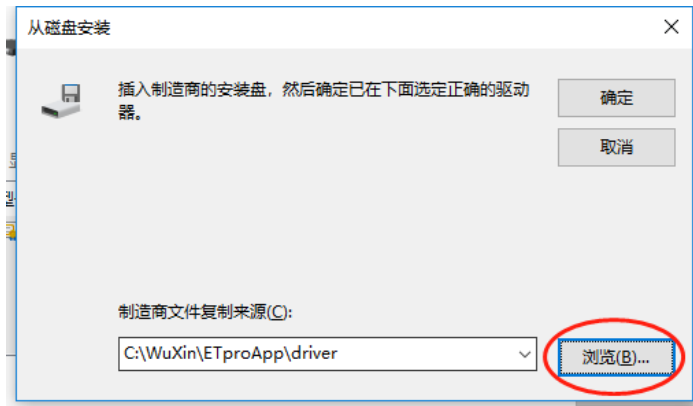 从磁盘安装
插入制造商的安装盘，然后确定已在下面选定正确的驱动
器。
确定
取消
型
制造商文件复制来源(C):
C:\WuXin\ETproApp\driver
浏览(B)...